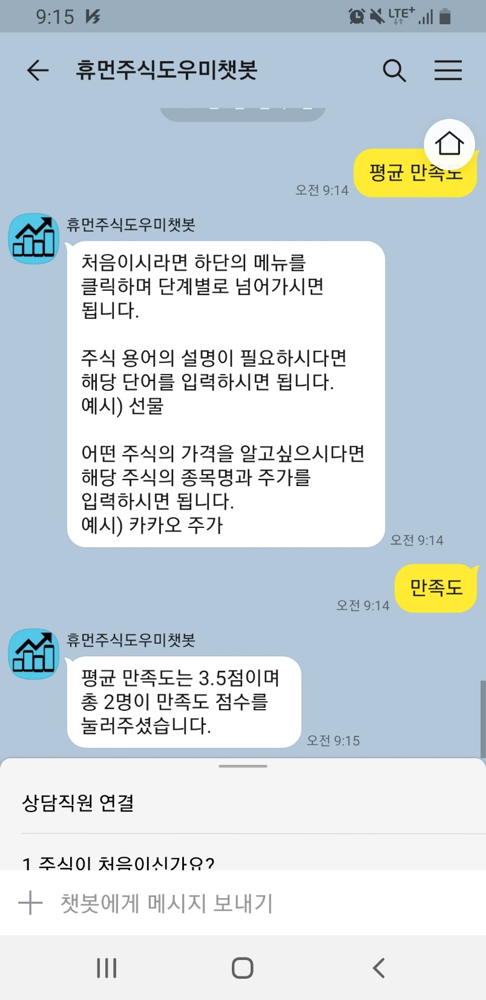 9:15
LTE+
휴먼주식도우미챗봇
평균 만족도
오전 9:14
휴먼주식도우미챗봇
처음이시라면 하단의 메뉴를
클릭하며 단계별로 넘어가시면
됩니다.
주식 용어의 설명이 필요하시다면
해당 단어를 입력하시면 됩니다.
예시) 선물
어떤 주식의 가격을 알고싶으시다면
해당 주식의 종목명과 주가를
입력하시면 됩니다.
예시) 카카오 주가
오전 9:14
만족도
오전 9:14
휴먼주식도우미챗봇
평균 만족도는 3.5점이며
총 2명이 만족도 점수를
눌러주셨습니다.
오전 9:15
상담직원 연결
1 주식이 처음이신가요?
챗봇에게 메시지 보내기